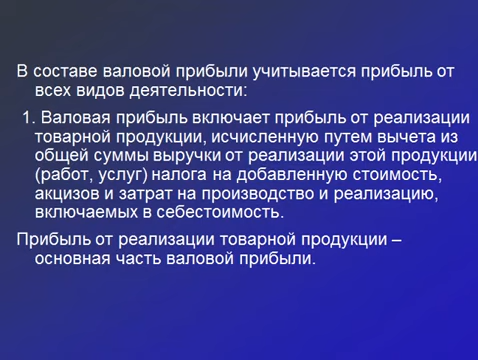 В составе валовой прибыли учитывается прибыль от
всех видов деятельности:
1. Валовая прибыль включает прибыль от реализации
товарной продукции, исчисленную путем вычета из
общей суммы выручки от реализации этой продукции
(работ, услуг) налога на добавленную стоимость,
акцизов и затрат на производство и реализацию,
включаемых в себестоимость.
Прибыль от реализации товарной продукции –
основная часть валовой прибыли.